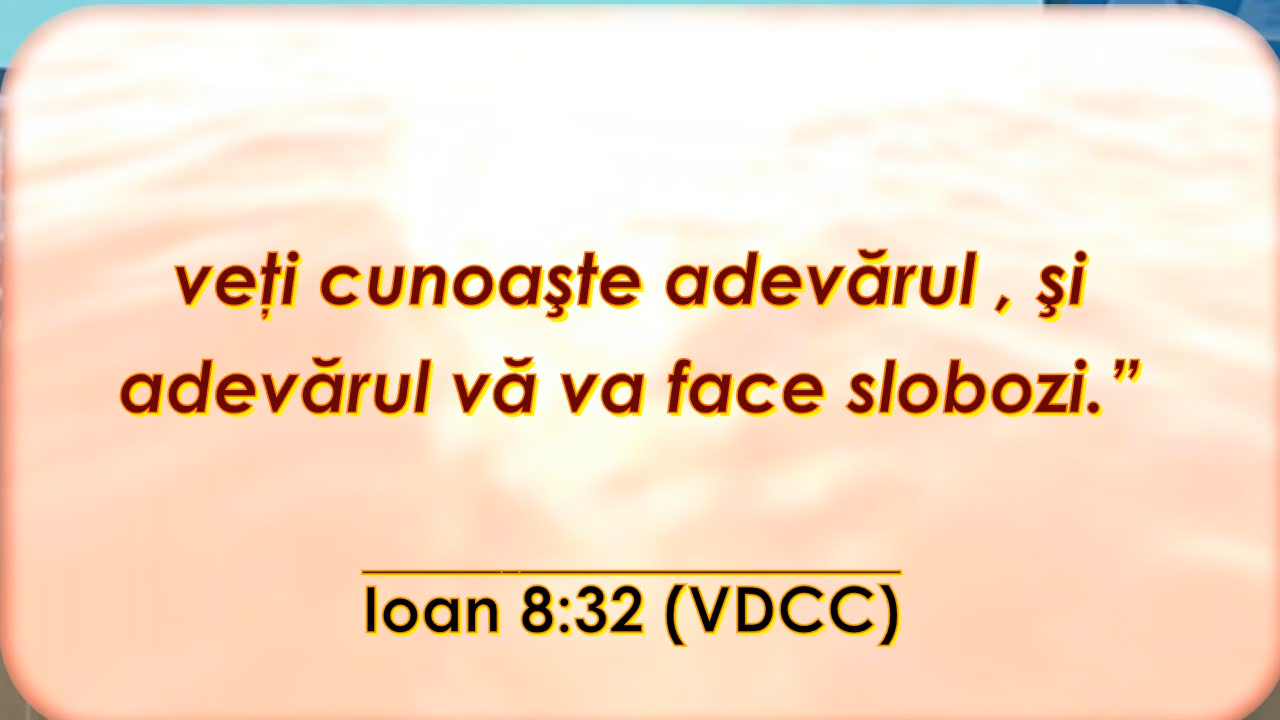 veți cunoaşte adevărul , şi
adevărul vă va face slobozi.”
Ioan 8:32 (VDCC)